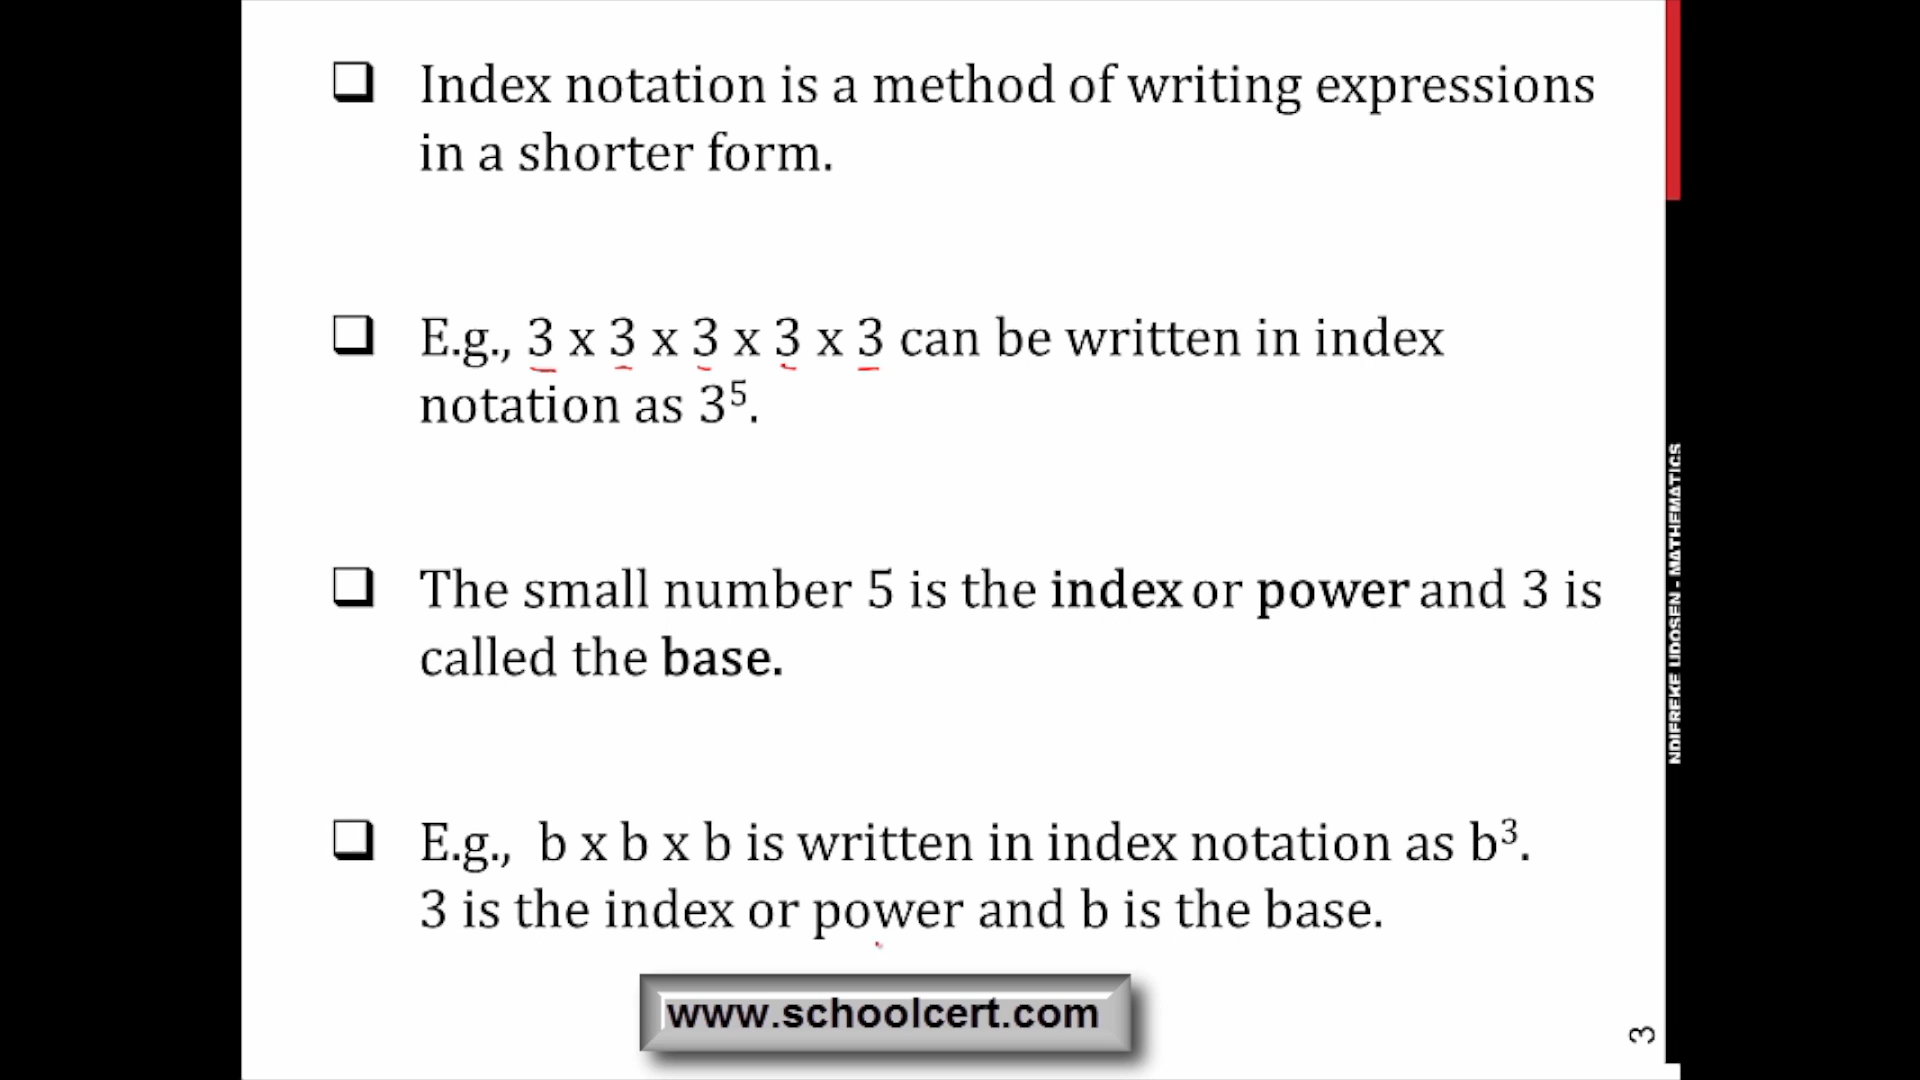 ❑ Index notation is a method of writing expressions
in a shorter form.
❑ E.g., 3 x 3 x 3 x 3 x 3 can be written in index
notation as 3⁵.
❑ The small number 5 is the index or power and 3 is
called the base.
❑ E.g., b x b x b is written in index notation as b³.
3 is the index or power and b is the base.
www.schoolcert.com
NDIFREKE UDOSEN - MATHEMATICS
3